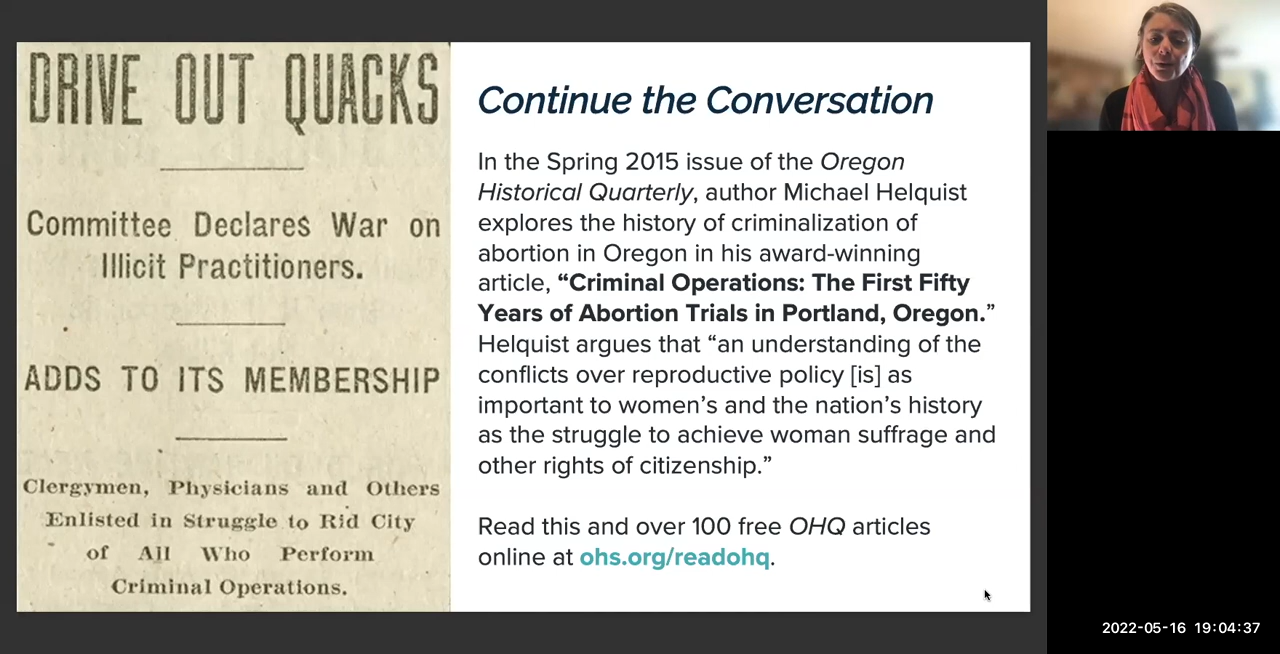 DRIVE OUT QUACKS
Committee Declares War on
Illicit Practitioners.
ADDS TO ITS MEMBERSHIP
Clergymen, Physicians and Others
Enlisted in Struggle to Rid City
of All Who Perform
Criminal Operations.
Continue the Conversation
In the Spring 2015 issue of the Oregon
Historical Quarterly, author Michael Helquist
explores the history of criminalization of
abortion in Oregon in his award-winning
article, “Criminal Operations: The First Fifty
Years of Abortion Trials in Portland, Oregon.”
Helquist argues that “an understanding of the
conflicts over reproductive policy [is] as
important to women’s and the nation’s history
as the struggle to achieve woman suffrage and
other rights of citizenship.”
Read this and over 100 free OHQ articles
online at ohs.org/readohq.
2022-05-16 19:04:37